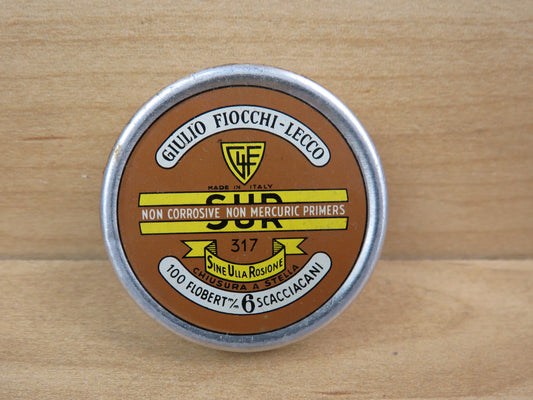 GIULIO FIOCCHI-LECCO
GFL
MADE IN ITALY
SUR
NON CORROSIVE NON MERCURIC PRIMERS
317
SINE ULLA ROSIONE
CHIUSURA A STELLA
100 FLOBERT m/m 6 SCACCIACANI